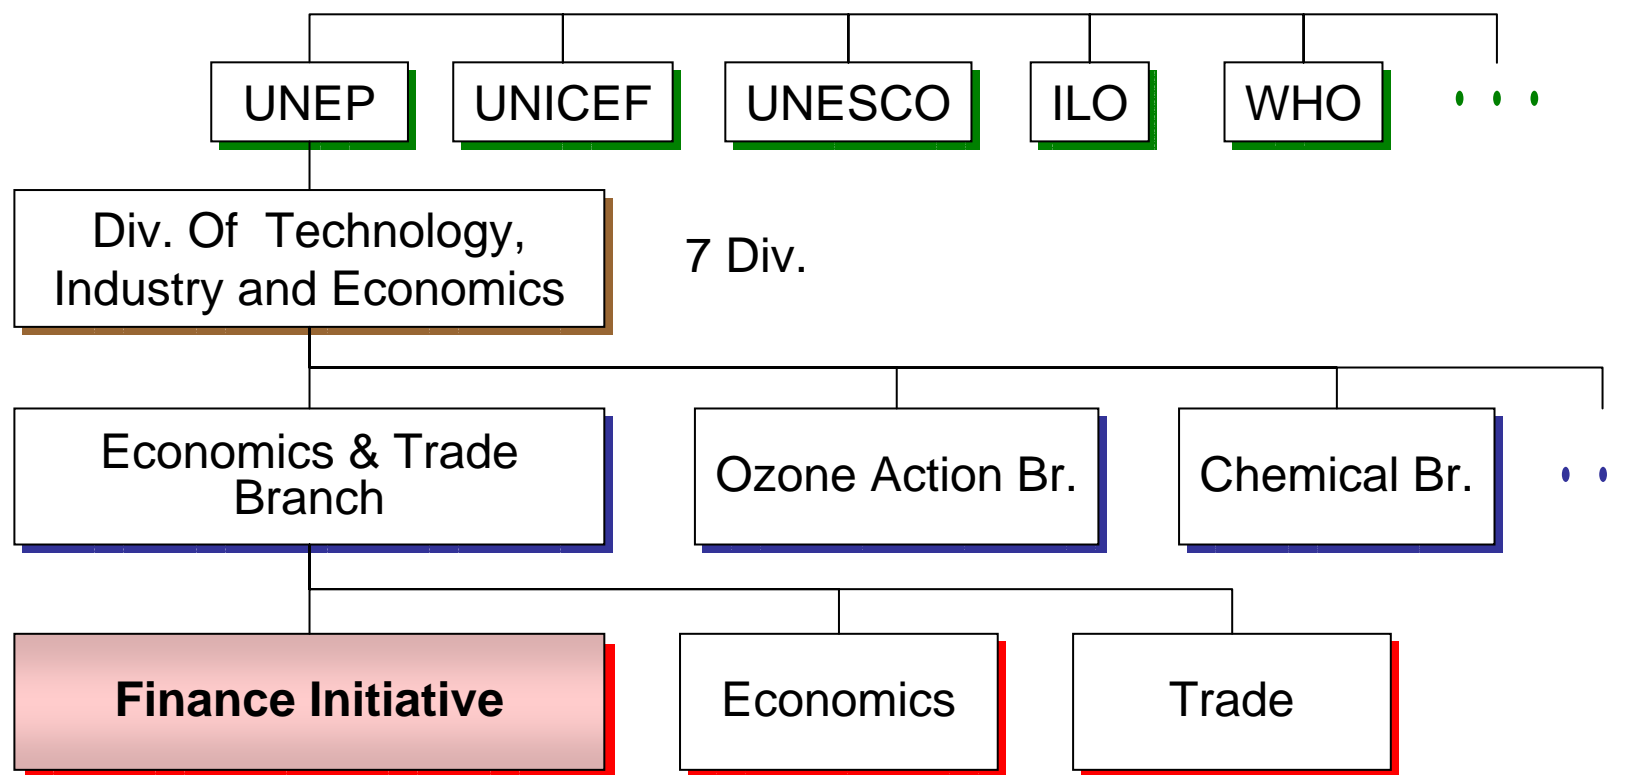 UNEP
UNICEF
UNESCO
ILO
WHO
Div. Of Technology,
Industry and Economics
7 Div.
Economics & Trade
Branch
Ozone Action Br.
Chemical Br.
Finance Initiative
Economics
Trade